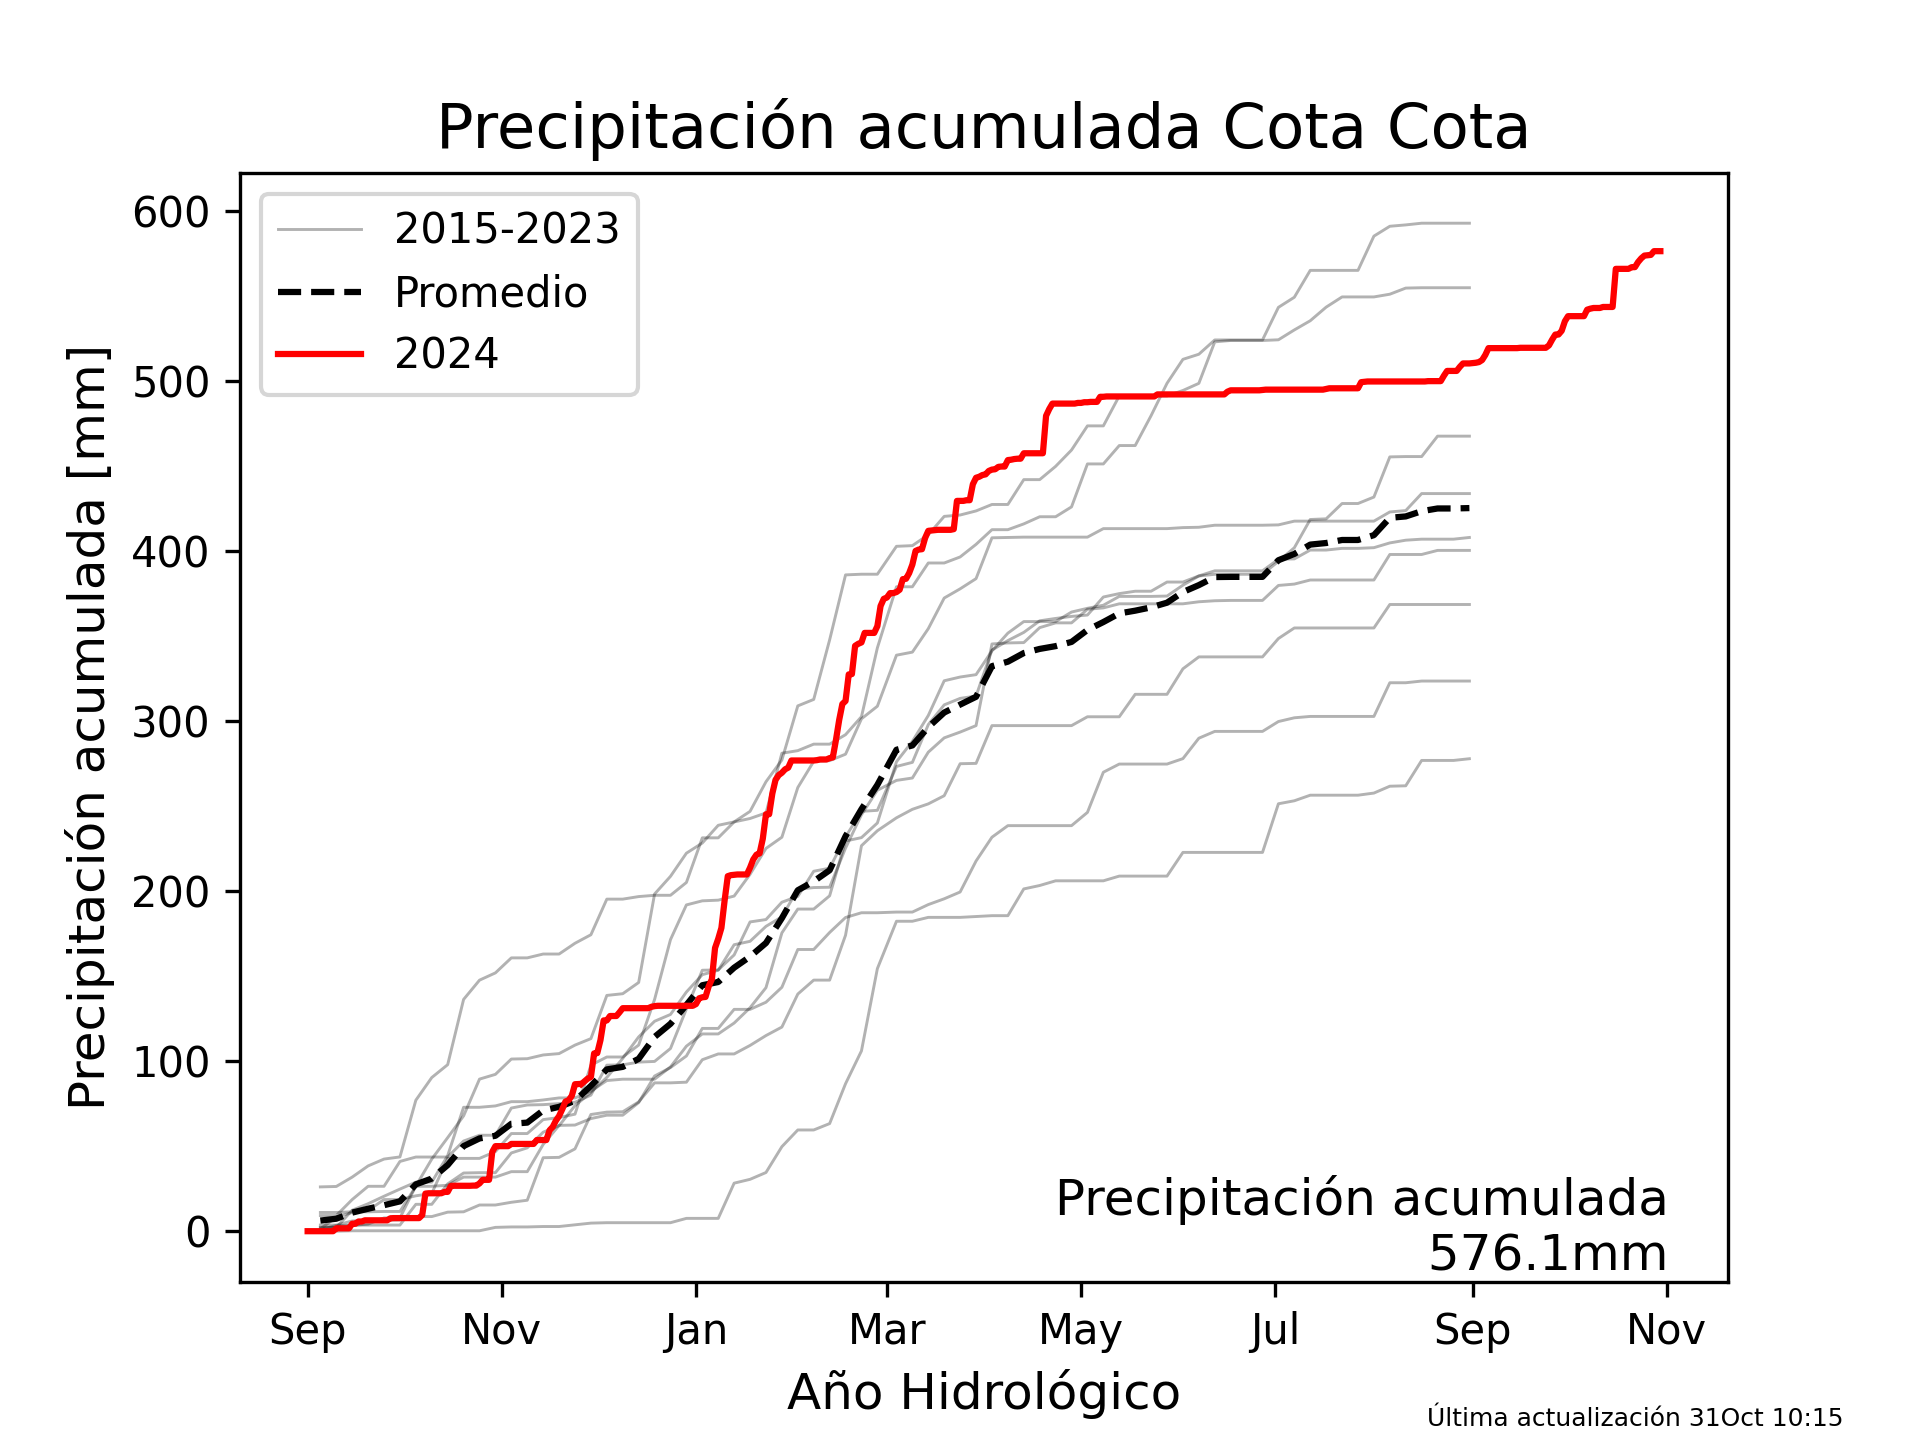 Precipitación acumulada Cota Cota
2015-2023
Promedio
2024
600
500
400
300
200
100
0
Precipitación acumulada [mm]
Precipitación acumulada
576.1mm
Sep Nov Jan Mar May Jul Sep Nov
Año Hidrológico
Última actualización 31Oct 10:15